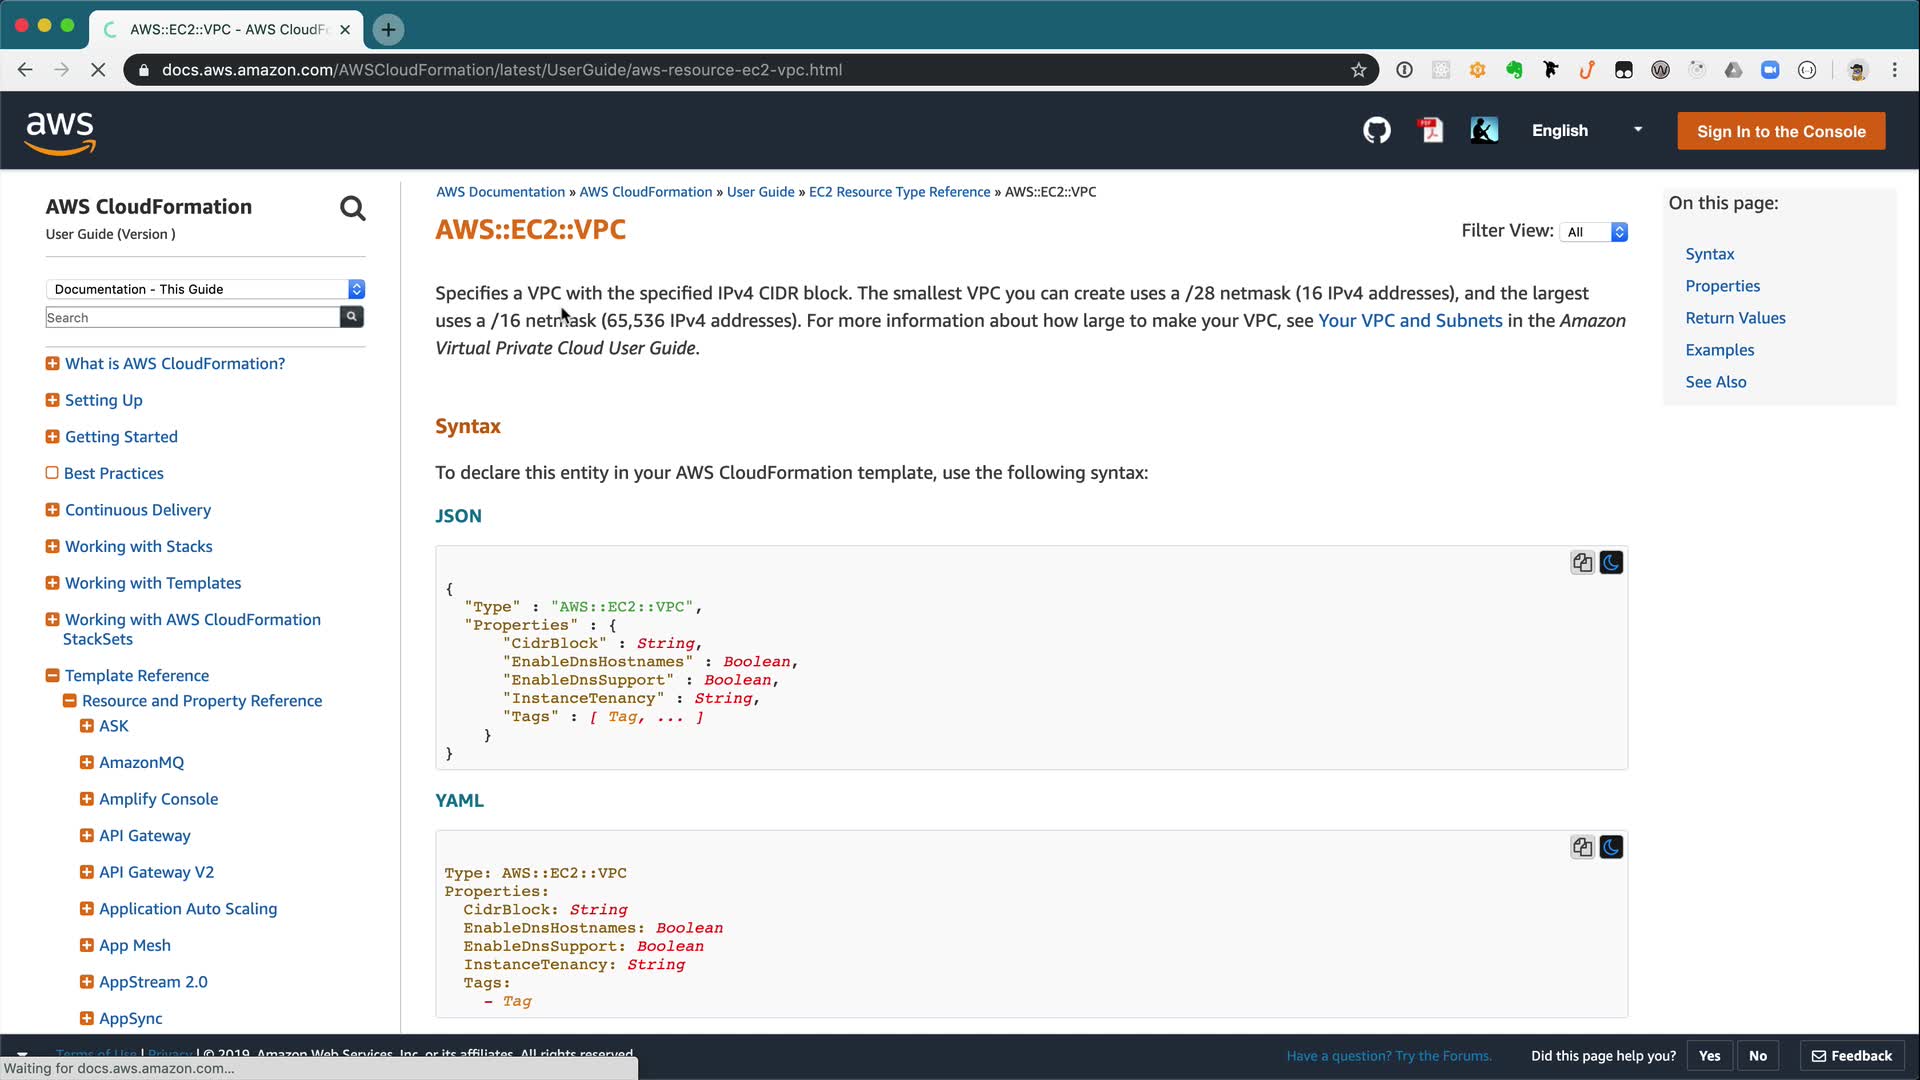 AWS::EC2::VPC - AWS CloudF
docs.aws.amazon.com/AWSCloudFormation/latest/UserGuide/aws-resource-ec2-vpc.html
aws
PDF
English
Sign In to the Console
AWS CloudFormation
User Guide (Version )
Documentation - This Guide
Search
What is AWS CloudFormation?
Setting Up
Getting Started
Best Practices
Continuous Delivery
Working with Stacks
Working with Templates
Working with AWS CloudFormation
StackSets
Template Reference
Resource and Property Reference
ASK
AmazonMQ
Amplify Console
API Gateway
API Gateway V2
Application Auto Scaling
App Mesh
AppStream 2.0
AppSync
AWS Documentation » AWS CloudFormation » User Guide » EC2 Resource Type Reference » AWS::EC2::VPC
AWS::EC2::VPC
Filter View: All
Specifies a VPC with the specified IPv4 CIDR block. The smallest VPC you can create uses a /28 netmask (16 IPv4 addresses), and the largest
uses a /16 netmask (65,536 IPv4 addresses). For more information about how large to make your VPC, see Your VPC and Subnets in the Amazon
Virtual Private Cloud User Guide.
Syntax
To declare this entity in your AWS CloudFormation template, use the following syntax:
JSON
{
"Type" : "AWS::EC2::VPC",
"Properties" : {
"CidrBlock" : String,
"EnableDnsHostnames" : Boolean,
"EnableDnsSupport" : Boolean,
"InstanceTenancy" : String,
"Tags" : [ Tag, ... ]
}
}
YAML
Type: AWS::EC2::VPC
Properties:
CidrBlock: String
EnableDnsHostnames: Boolean
EnableDnsSupport: Boolean
InstanceTenancy: String
Tags:
- Tag
On this page:
Syntax
Properties
Return Values
Examples
See Also
Terms of Use | Privacy | © 2019, Amazon Web Services, Inc. or its affiliates. All rights reserved.
Have a question? Try the Forums.
Did this page help you?
Yes
No
Feedback
Waiting for docs.aws.amazon.com...